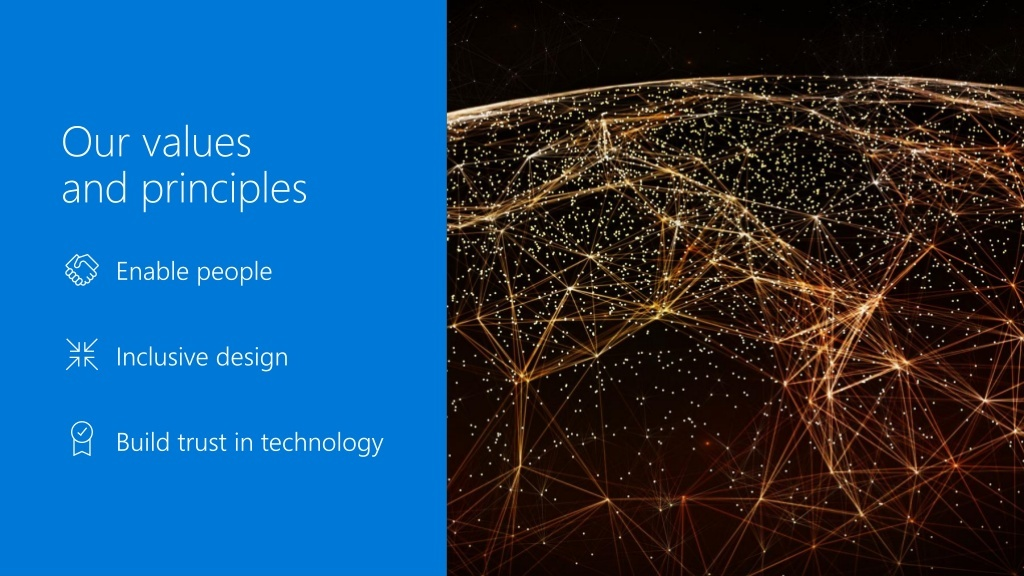 Our values
and principles
Enable people
Inclusive design
Build trust in technology